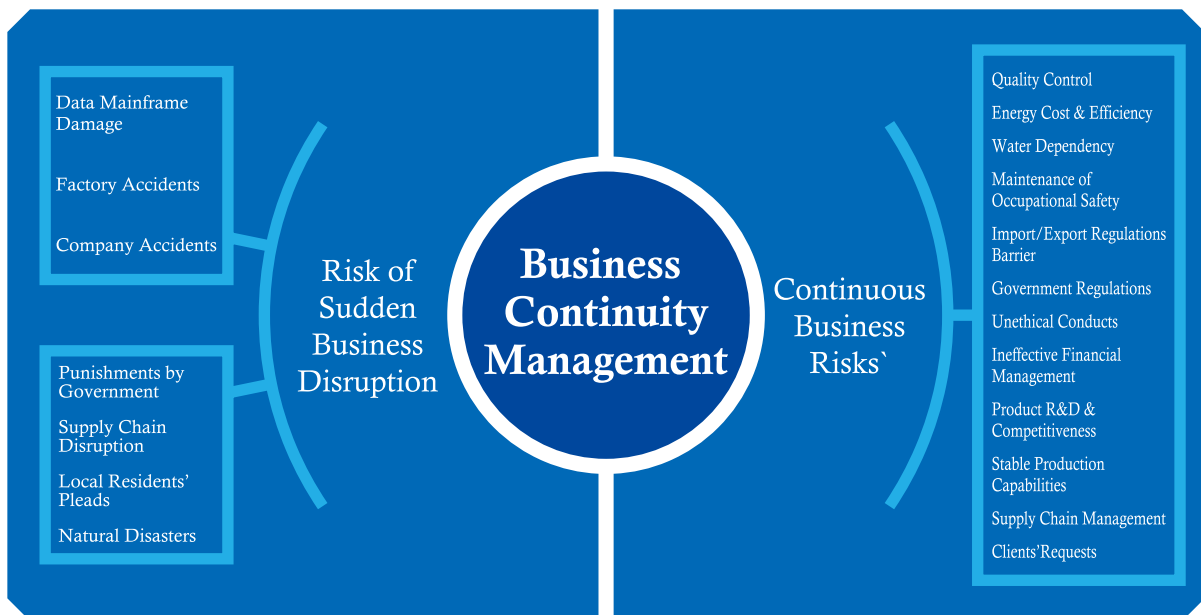 Data Mainframe
Damage
Factory Accidents
Company Accidents
Punishments by
Government
Supply Chain
Disruption
Local Residents’
Pleads
Natural Disasters
Risk of
Sudden
Business
Disruption
Business
Continuity
Management
Continuous
Business
Risks`
Quality Control
Energy Cost & Efficiency
Water Dependency
Maintenance of
Occupational Safety
Import/Export Regulations
Barrier
Government Regulations
Unethical Conducts
Ineffective Financial
Management
Product R&D &
Competitiveness
Stable Production
Capabilities
Supply Chain Management
Clients’Requests